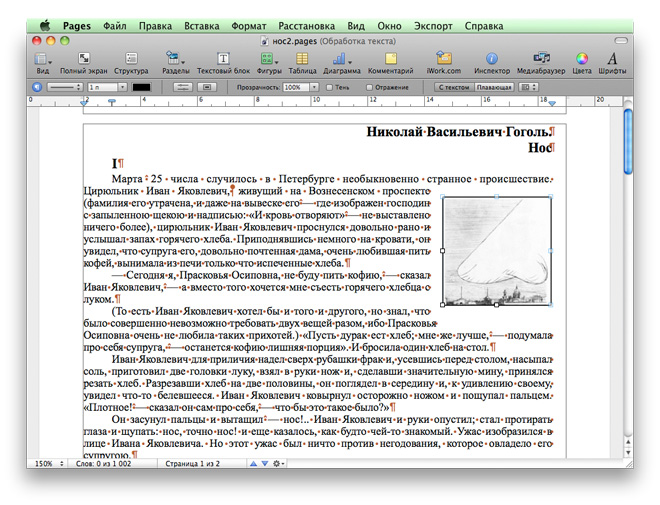 Pages Файл Правка Вставка Формат Расстановка Вид Окно Экспорт Справка
нос2.pages (Обработка текста)
Вид Полный экран Структура Разделы Текстовый блок Фигуры Таблица Диаграмма Комментарий iWork.com Инспектор Медиабраузер Цвета Шрифты
1 п Прозрачность: 100% Тень Отражение С текстом Плавающая
0 2 4 6 8 10 12 14 16 18 20
Николай Васильевич Гоголь.¶
Нос¶
I¶
Марта 25 числа случилось в Петербурге необыкновенно странное происшествие.
Цирюльник Иван Яковлевич, живущий на Вознесенском проспекте
(фамилия его утрачена, и даже на вывеске его — где изображен господин
с запыленною щекою и надписью: «И кровь отворяют» — не выставлено
ничего более), цирюльник Иван Яковлевич проснулся довольно рано и
услышал запах горячего хлеба. Приподнявшись немного на кровати, он
увидел, что супруга его, довольно почтенная дама, очень любившая пить
кофей, вынимала из печи только что испеченные хлеба.¶
— Сегодня я, Прасковья Осиповна, не буду пить кофию, — сказал
Иван Яковлевич, — а вместо того хочется мне съесть горячего хлебца с
луком.¶
(То есть Иван Яковлевич хотел бы и того и другого, но знал, что
было совершенно невозможно требовать двух вещей разом, ибо Прасковья
Осиповна очень не любила таких прихотей.) «Пусть дурак ест хлеб; мне же лучше, — подумала
про себя супруга, — останется кофию лишняя порция». И бросила один хлеб на стол.¶
Иван Яковлевич для приличия надел сверх рубашки фрак и, усевшись перед столом, насыпал
соль, приготовил две головки луку, взял в руки нож и, сделавши значительную мину, принялся
резать хлеб. Разрезавши хлеб на две половины, он поглядел в середину и, к удивлению своему,
увидел что-то белевшееся. Иван Яковлевич ковырнул осторожно ножом и пощупал пальцем.
«Плотное! — сказал он сам про себя, — что бы это такое было?»¶
Он засунул пальцы и вытащил — нос!.. Иван Яковлевич и руки опустил; стал протирать
глаза и щупать: нос, точно нос! и еще казалось, как будто чей-то знакомый. Ужас изобразился в
лице Ивана Яковлевича. Но этот ужас был ничто против негодования, которое овладело его
супругою.¶
150% Слов: 0 из 1 002 Страница 1 из 2